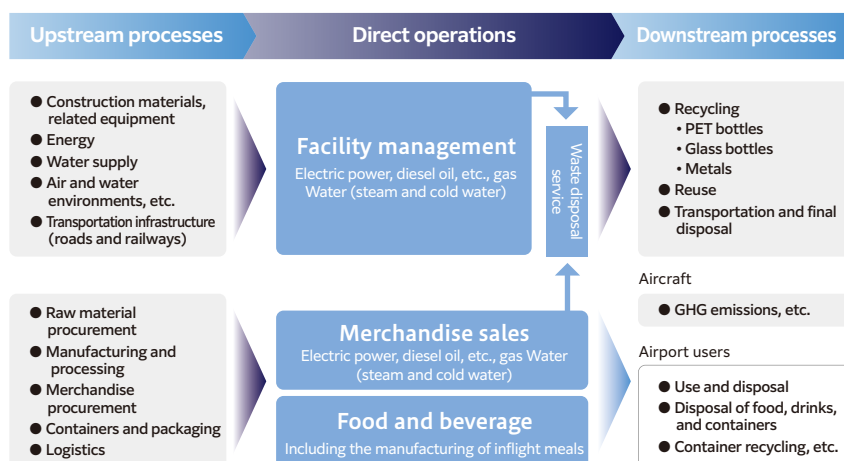 Upstream processes
Direct operations
Downstream processes
● Construction materials,
related equipment
● Energy
● Water supply
● Air and water
environments, etc.
● Transportation infrastructure
(roads and railways)
Facility management
Electric power, diesel oil, etc., gas
Water (steam and cold water)
Waste disposal
service
● Recycling
• PET bottles
• Glass bottles
• Metals
● Reuse
● Transportation and final
disposal
Aircraft
● GHG emissions, etc.
● Raw material
procurement
● Manufacturing and
processing
● Merchandise
procurement
● Containers and packaging
● Logistics
Merchandise sales
Electric power, diesel oil, etc., gas Water
(steam and cold water)
Food and beverage
Including the manufacturing of inflight meals
Airport users
● Use and disposal
● Disposal of food, drinks,
and containers
● Container recycling, etc.